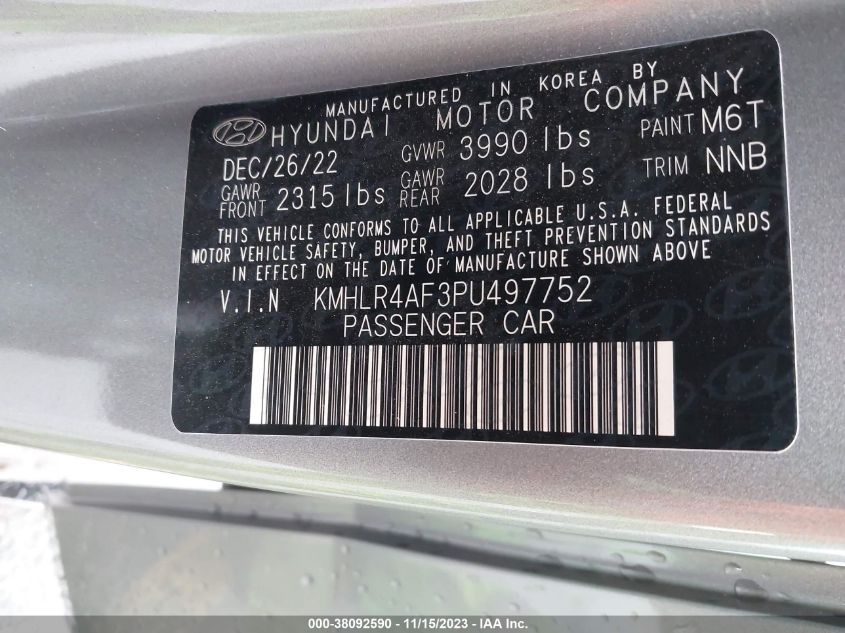 MANUFACTURED IN KOREA BY
HYUNDAI MOTOR COMPANY
DEC/26/22 GVWR 3990 lbs PAINT M6T
GAWR FRONT 2315 lbs GAWR REAR 2028 lbs TRIM NNB
THIS VEHICLE CONFORMS TO ALL APPLICABLE U.S.A. FEDERAL
MOTOR VEHICLE SAFETY, BUMPER, AND THEFT PREVENTION STANDARDS
IN EFFECT ON THE DATE OF MANUFACTURE SHOWN ABOVE
V.I.N KMHLR4AF3PU497752
PASSENGER CAR
000-38092590 - 11/15/2023 - IAA Inc.